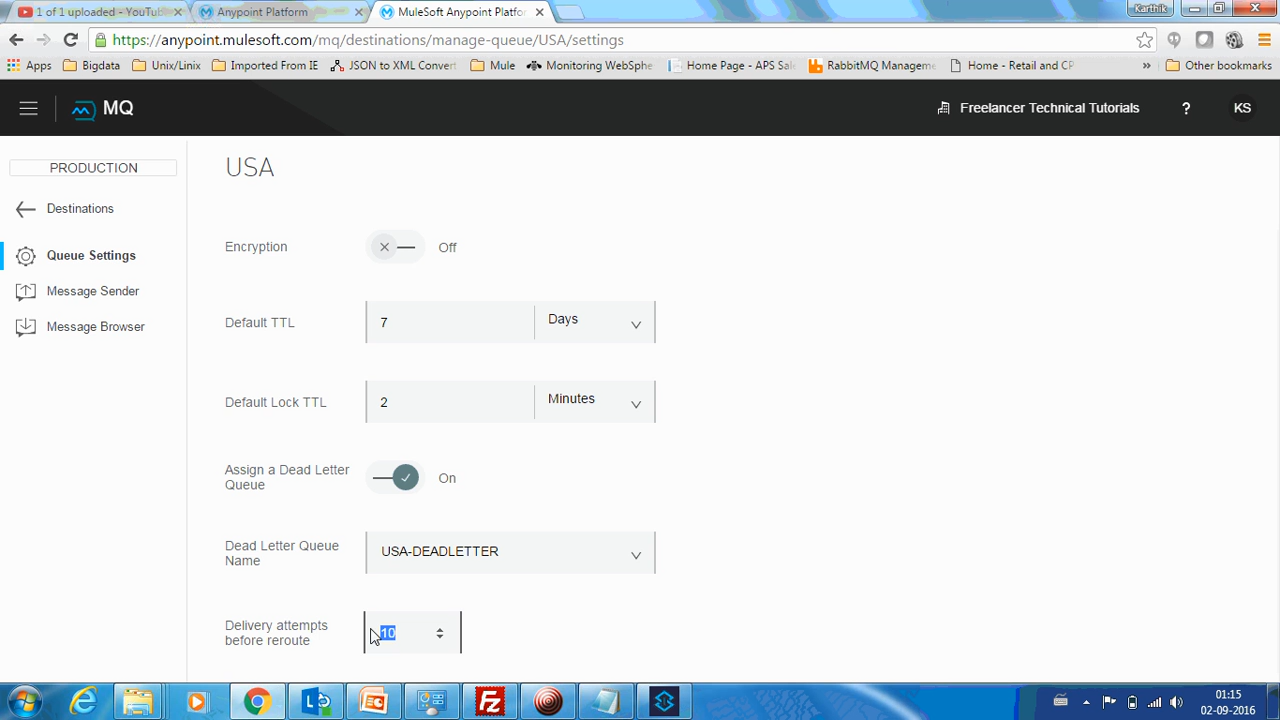 1 of 1 uploaded - YouTub
Anypoint Platform
MuleSoft Anypoint Platfo
Karthik
https://anypoint.mulesoft.com/mq/destinations/manage-queue/USA/settings
Apps
Bigdata
Unix/Linix
Imported From IE
JSON to XML Convert
Mule
Monitoring WebSphe
Home Page - APS Sale
RabbitMQ Manageme
Home - Retail and CP
»
Other bookmarks
MQ
Freelancer Technical Tutorials
?
KS
PRODUCTION
Destinations
Queue Settings
Message Sender
Message Browser
USA
Encryption
Off
Default TTL
7
Days
Default Lock TTL
2
Minutes
Assign a Dead Letter
Queue
On
Dead Letter Queue
Name
USA-DEADLETTER
Delivery attempts
before reroute
10
01:15
02-09-2016